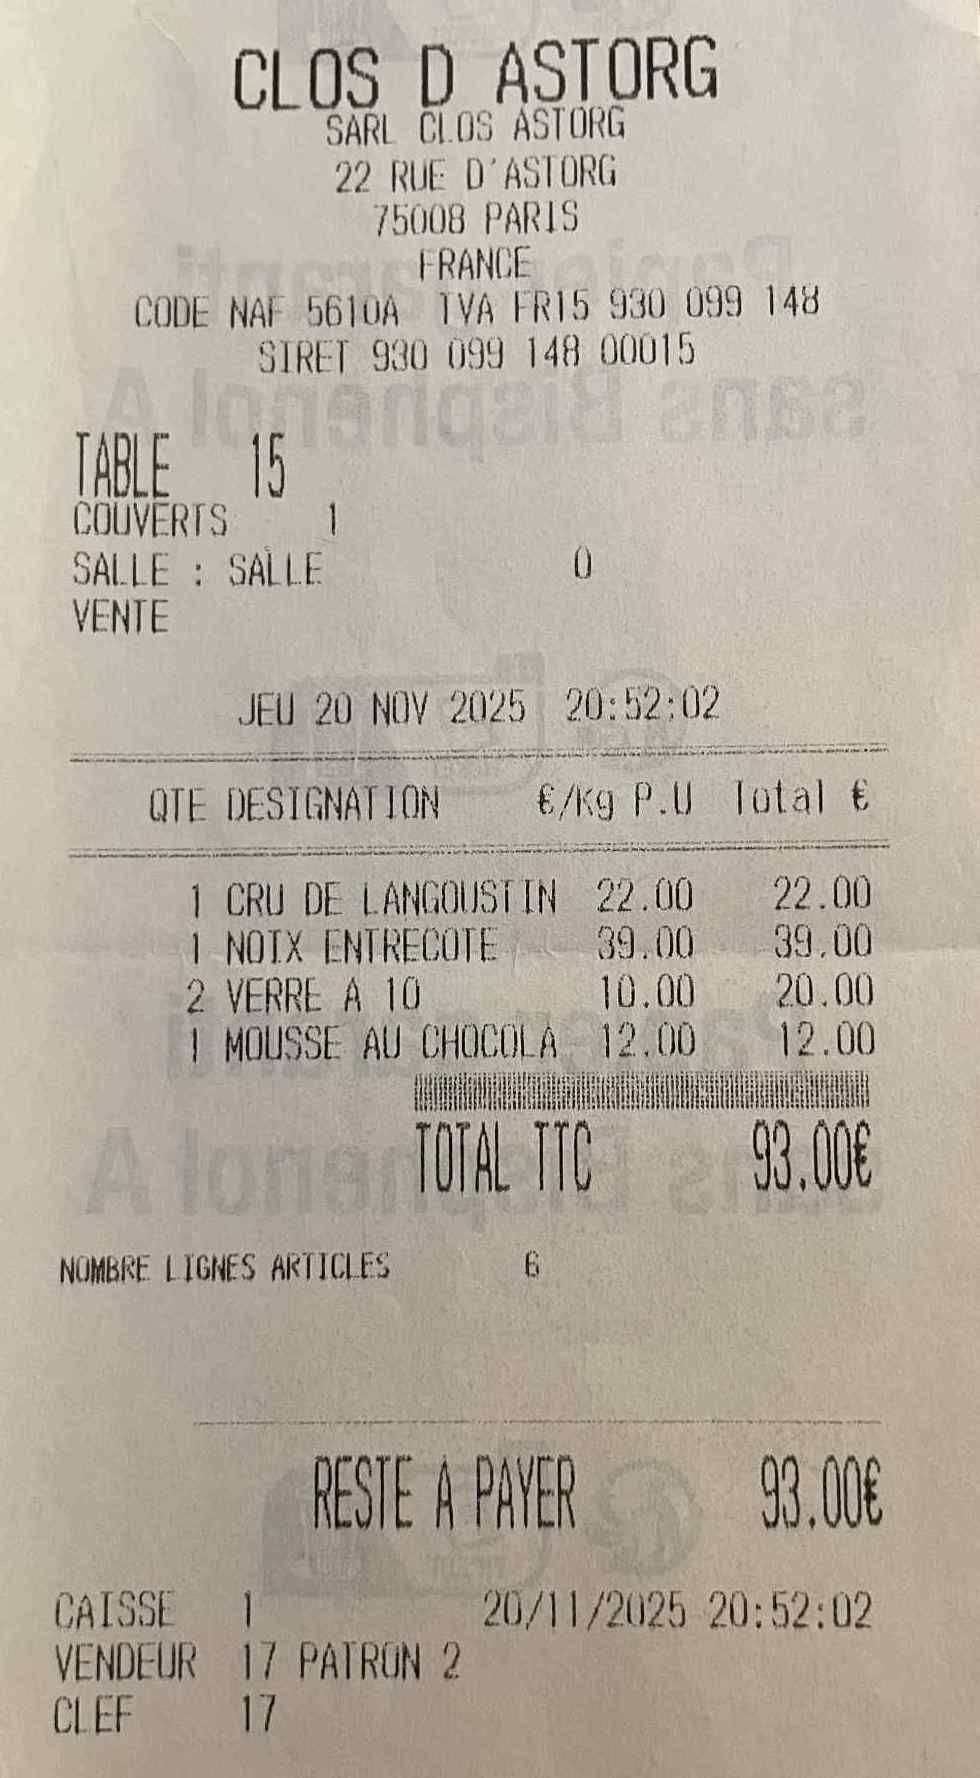 CLOS D ASTORG
SARL CLOS ASTORG
22 RUE D'ASTORG
75008 PARIS
FRANCE
CODE NAF 5610A TVA FR15 930 099 148
SIRET 930 099 148 00015
TABLE 15
COUVERTS 1
SALLE : SALLE 0
VENTE
JEU 20 NOV 2025 20:52:02
QTE DESIGNATION €/Kg P.U Total €
1 CRU DE LANGOUSTIN 22.00 22.00
1 NOIX ENTRECOTE 39.00 39.00
2 VERRE A 10 10.00 20.00
1 MOUSSE AU CHOCOLA 12.00 12.00
TOTAL TTC 93.00€
NOMBRE LIGNES ARTICLES 6
RESTE A PAYER 93.00€
CAISSE 1 20/11/2025 20:52:02
VENDEUR 17 PATRON 2
CLEF 17